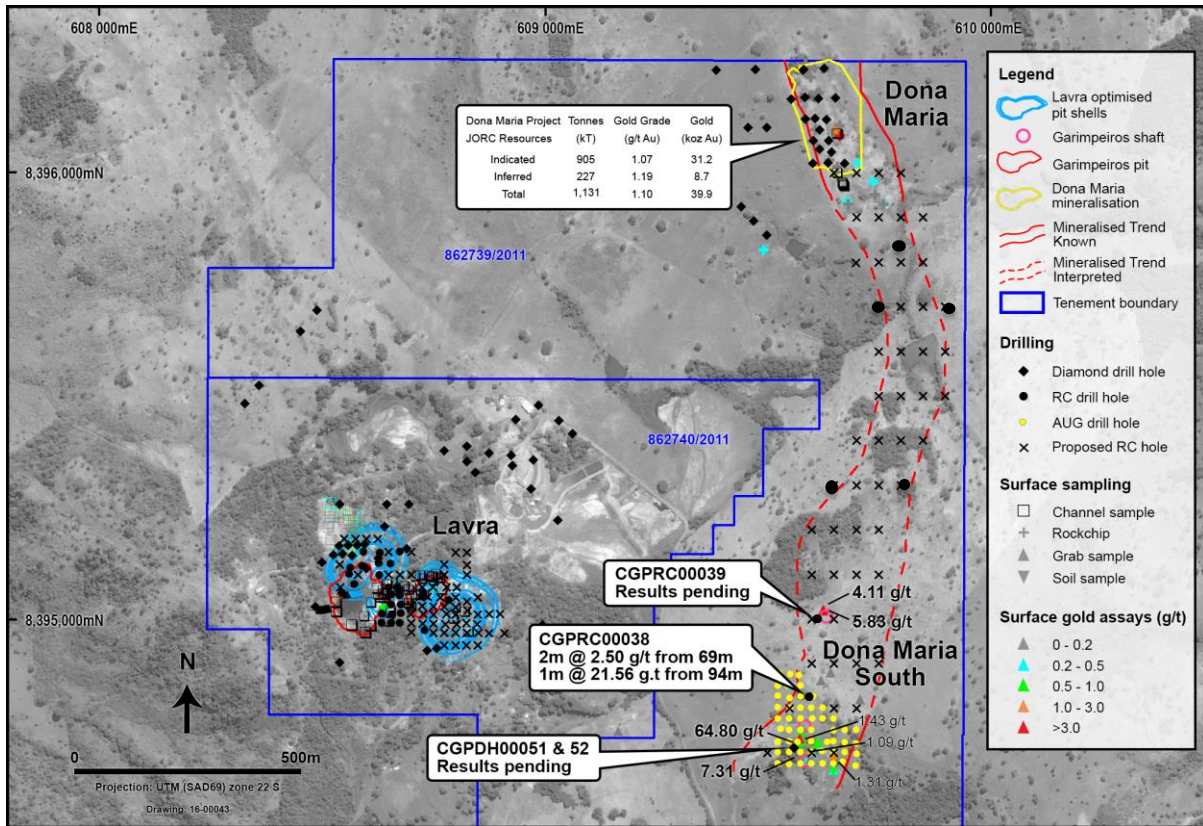 608 000mE
609 000mE
610 000mE
8,396,000mN
8,395,000mN
Dona
Maria
Dona Maria Project Tonnes Gold Grade Gold
JORC Resources (kT) (g/t Au) (koz Au)
Indicated 905 1.07 31.2
Inferred 227 1.19 8.7
Total 1,131 1.10 39.9
862739/2011
862740/2011
Lavra
CGPRC00039
Results pending
4.11 g/t
5.83 g/t
CGPRC00038
2m @ 2.50 g/t from 69m
1m @ 21.56 g.t from 94m
Dona Maria
South
64.80 g/t
1.43 g/t
1.09 g/t
CGPDH00051 & 52
Results pending
7.31 g/t
1.31 g/t
N
0
500m
Projection: UTM (SAD69) zone 22 S
Drawing: 16-00043
Legend
Lavra optimised
pit shells
Garimpeiros shaft
Garimpeiros pit
Dona Maria
mineralisation
Mineralised Trend
Known
Mineralised Trend
Interpreted
Tenement boundary
Drilling
Diamond drill hole
RC drill hole
AUG drill hole
Proposed RC hole
Surface sampling
Channel sample
Rockchip
Grab sample
Soil sample
Surface gold assays (g/t)
0 - 0.2
0.2 - 0.5
0.5 - 1.0
1.0 - 3.0
>3.0